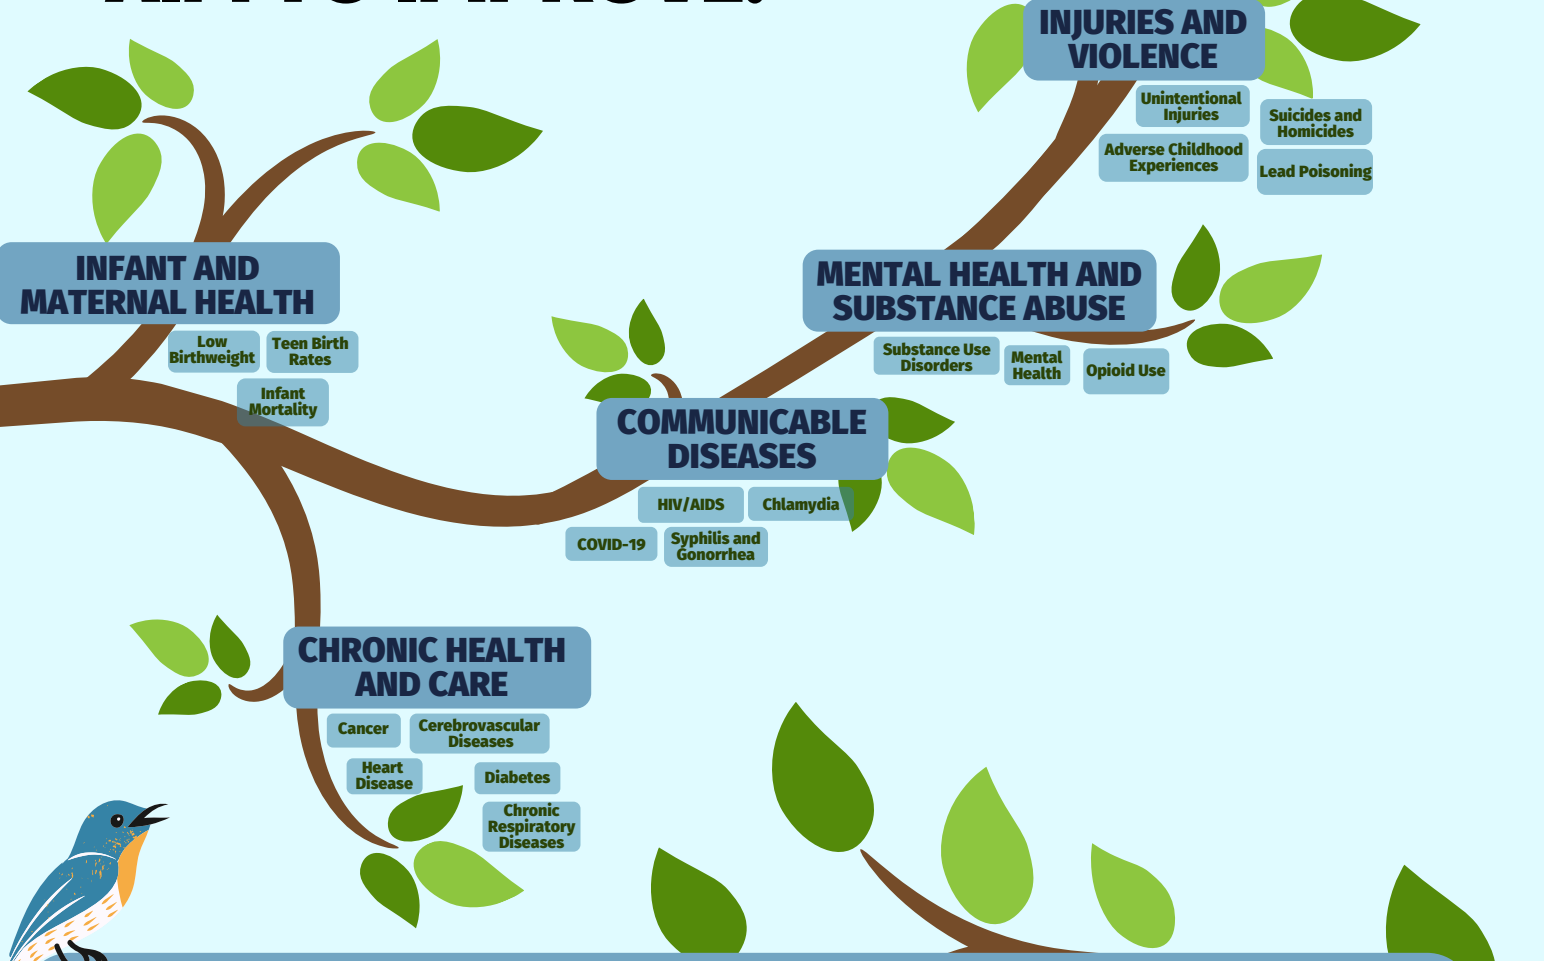 INJURIES AND
VIOLENCE
Unintentional
Injuries
Suicides and
Homicides
Adverse Childhood
Experiences
Lead Poisoning
INFANT AND
MATERNAL HEALTH
Low
Birthweight
Teen Birth
Rates
Infant
Mortality
MENTAL HEALTH AND
SUBSTANCE ABUSE
Substance Use
Disorders
Mental
Health
Opioid Use
COMMUNICABLE
DISEASES
HIV/AIDS
Chlamydia
COVID-19
Syphilis and
Gonorrhea
CHRONIC HEALTH
AND CARE
Cancer
Cerebrovascular
Diseases
Heart
Disease
Diabetes
Chronic
Respiratory
Diseases